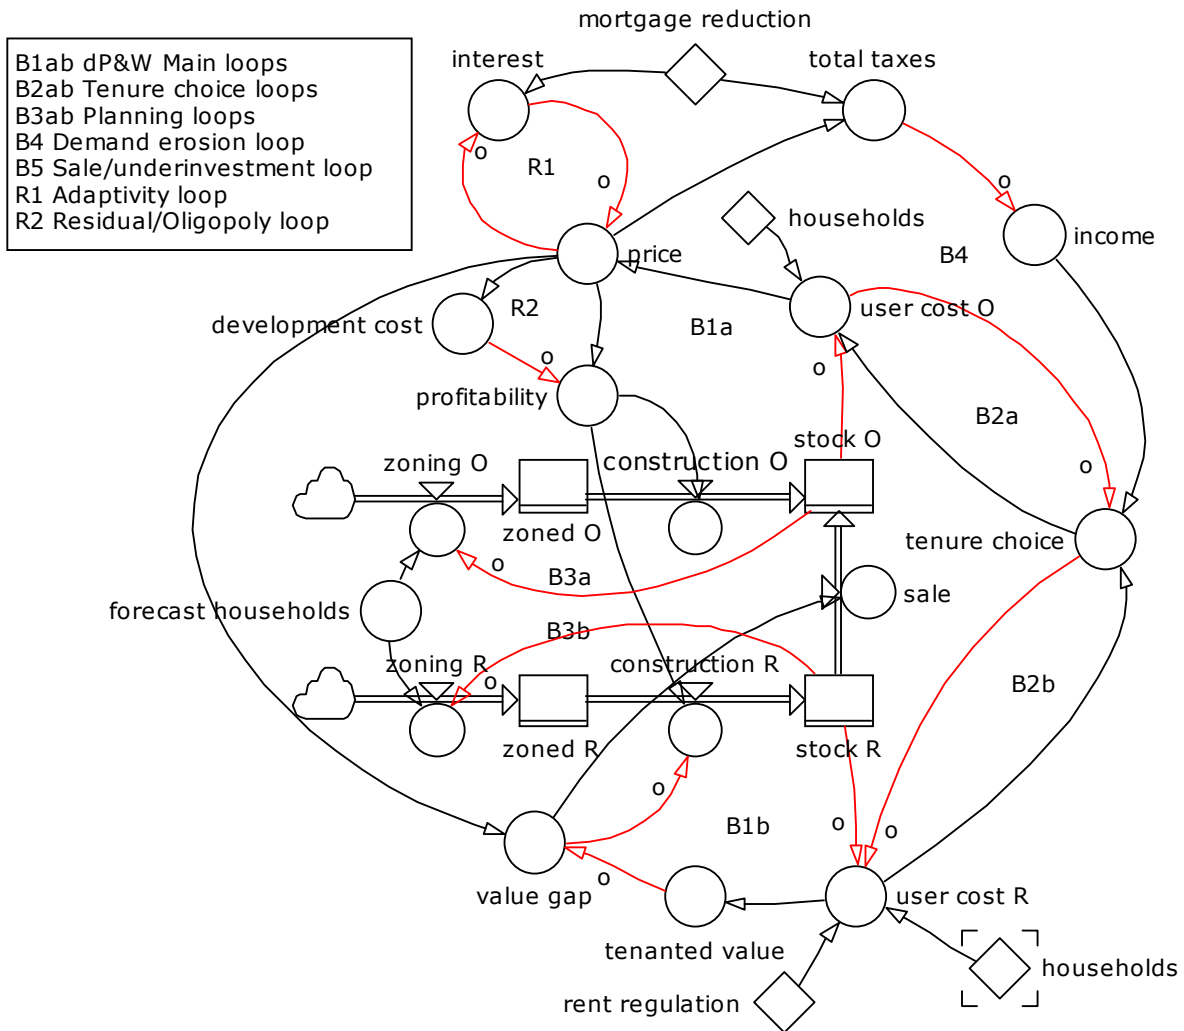 mortgage reduction
B1ab dP&W Main loops
B2ab Tenure choice loops
B3ab Planning loops
B4 Demand erosion loop
B5 Sale/underinvestment loop
R1 Adaptivity loop
R2 Residual/Oligopoly loop
interest
total taxes
o
R1
o
o
households
income
price
B4
R2
user cost O
development cost
B1a
o
o
profitability
B2a
stock O
zoning O
construction O
o
zoned O
tenure choice
o
B3a
sale
forecast households
B3b
zoning R
construction R
o
B2b
zoned R
stock R
o
B1b
o
o
o
value gap
user cost R
tenanted value
households
rent regulation